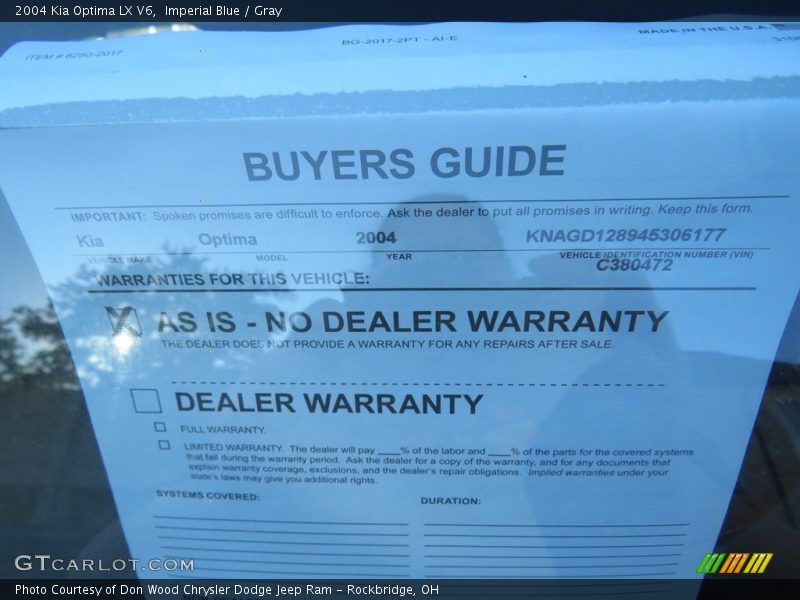 2004 Kia Optima LX V6, Imperial Blue / Gray
ITEM # 8250-2017
BG-2017-2PT - AI-E
MADE IN THE U.S.A.
BUYERS GUIDE
IMPORTANT: Spoken promises are difficult to enforce. Ask the dealer to put all promises in writing. Keep this form.
Kia Optima 2004 KNAGD128945306177
VEHICLE MAKE MODEL YEAR VEHICLE IDENTIFICATION NUMBER (VIN)
C380472
WARRANTIES FOR THIS VEHICLE:
X AS IS - NO DEALER WARRANTY
THE DEALER DOES NOT PROVIDE A WARRANTY FOR ANY REPAIRS AFTER SALE.
DEALER WARRANTY
FULL WARRANTY.
LIMITED WARRANTY. The dealer will pay ____% of the labor and ____% of the parts for the covered systems
that fail during the warranty period. Ask the dealer for a copy of the warranty, and for any documents that
explain warranty coverage, exclusions, and the dealer's repair obligations. Implied warranties under your
state's laws may give you additional rights.
SYSTEMS COVERED: DURATION:
GTCARLOT.COM
Photo Courtesy of Don Wood Chrysler Dodge Jeep Ram – Rockbridge, OH